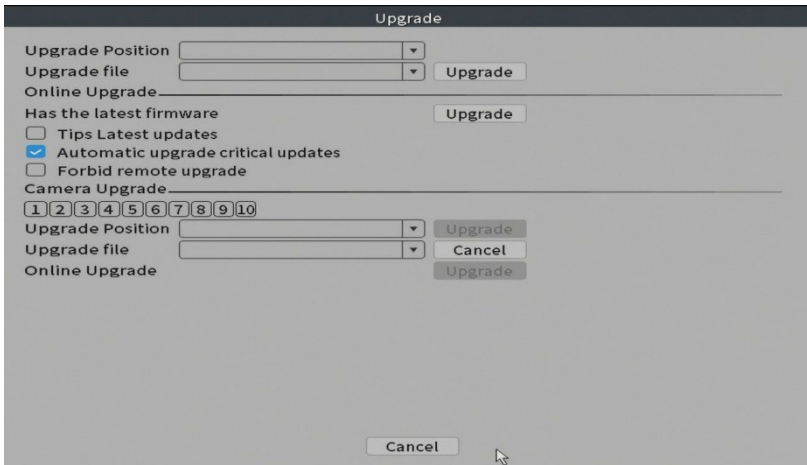 Upgrade
Upgrade Position
Upgrade file Upgrade
Online Upgrade
Has the latest firmware Upgrade
Tips Latest updates
Automatic upgrade critical updates
Forbid remote upgrade
Camera Upgrade
1 2 3 4 5 6 7 8 9 10
Upgrade Position Upgrade
Upgrade file Cancel
Online Upgrade Upgrade
Cancel